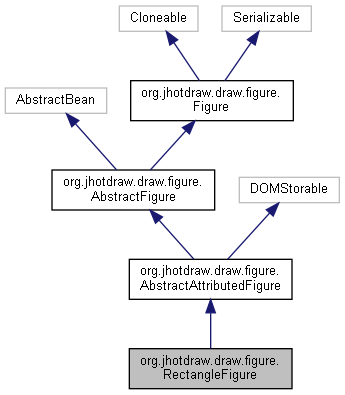 Cloneable
Serializable
org.jhotdraw.draw.figure.
Figure
AbstractBean
org.jhotdraw.draw.figure.
AbstractFigure
DOMStorable
org.jhotdraw.draw.figure.
AbstractAttributedFigure
org.jhotdraw.draw.figure.
RectangleFigure